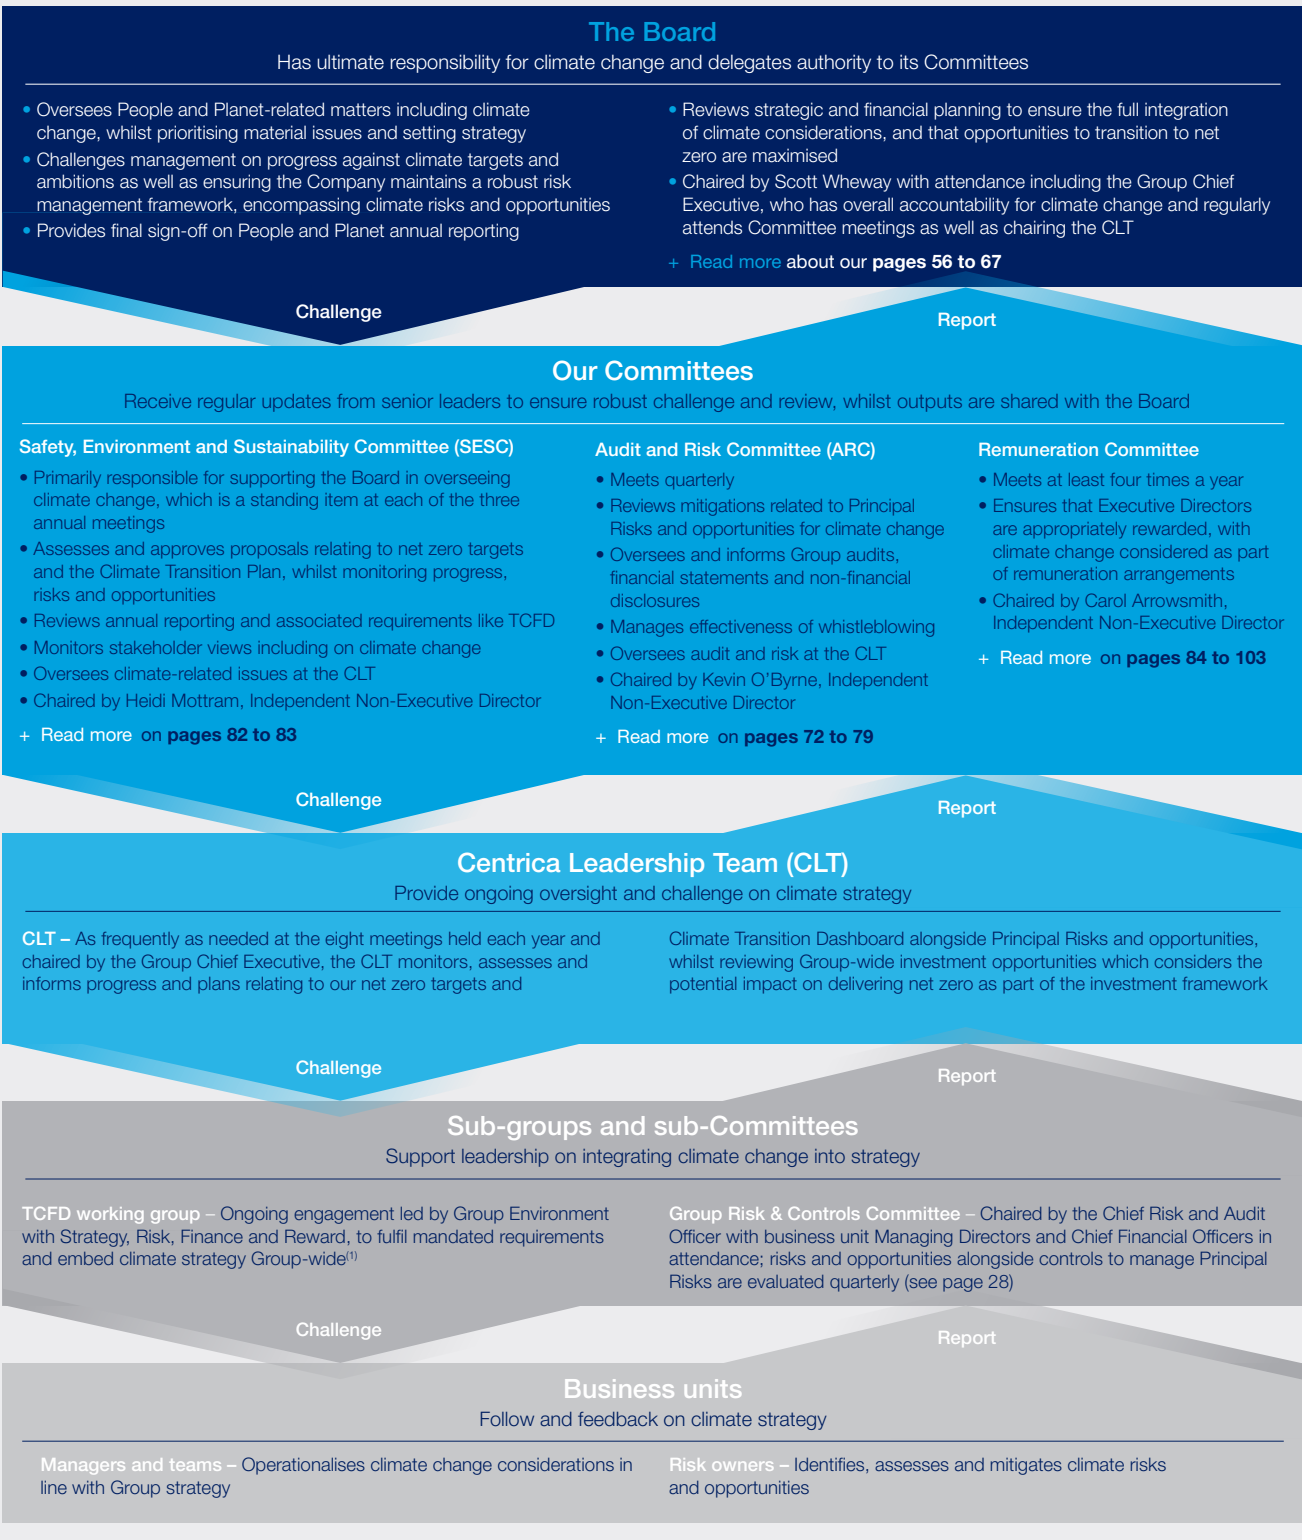 The Board
Has ultimate responsibility for climate change and delegates authority to its Committees
• Oversees People and Planet-related matters including climate
change, whilst prioritising material issues and setting strategy
• Challenges management on progress against climate targets and
ambitions as well as ensuring the Company maintains a robust risk
management framework, encompassing climate risks and opportunities
• Provides final sign-off on People and Planet annual reporting
• Reviews strategic and financial planning to ensure the full integration
of climate considerations, and that opportunities to transition to net
zero are maximised
• Chaired by Scott Wheway with attendance including the Group Chief
Executive, who has overall accountability for climate change and regularly
attends Committee meetings as well as chairing the CLT
+ Read more about our pages 56 to 67
Challenge
Report
Our Committees
Receive regular updates from senior leaders to ensure robust challenge and review, whilst outputs are shared with the Board
Safety, Environment and Sustainability Committee (SESC)
• Primarily responsible for supporting the Board in overseeing
climate change, which is a standing item at each of the three
annual meetings
• Assesses and approves proposals relating to net zero targets
and the Climate Transition Plan, whilst monitoring progress,
risks and opportunities
• Reviews annual reporting and associated requirements like TCFD
• Monitors stakeholder views including on climate change
• Oversees climate-related issues at the CLT
• Chaired by Heidi Mottram, Independent Non-Executive Director
+ Read more on pages 82 to 83
Audit and Risk Committee (ARC)
• Meets quarterly
• Reviews mitigations related to Principal
Risks and opportunities for climate change
• Oversees and informs Group audits,
financial statements and non-financial
disclosures
• Manages effectiveness of whistleblowing
• Oversees audit and risk at the CLT
• Chaired by Kevin O'Byrne, Independent
Non-Executive Director
+ Read more on pages 72 to 79
Remuneration Committee
• Meets at least four times a year
• Ensures that Executive Directors
are appropriately rewarded, with
climate change considered as part
of remuneration arrangements
• Chaired by Carol Arrowsmith,
Independent Non-Executive Director
+ Read more on pages 84 to 103
Challenge
Report
Centrica Leadership Team (CLT)
Provide ongoing oversight and challenge on climate strategy
CLT – As frequently as needed at the eight meetings held each year and
chaired by the Group Chief Executive, the CLT monitors, assesses and
informs progress and plans relating to our net zero targets and
Climate Transition Dashboard alongside Principal Risks and opportunities,
whilst reviewing Group-wide investment opportunities which considers the
potential impact on delivering net zero as part of the investment framework
Challenge
Report
Sub-groups and sub-Committees
Support leadership on integrating climate change into strategy
TCFD working group – Ongoing engagement led by Group Environment
with Strategy, Risk, Finance and Reward, to fulfil mandated requirements
and embed climate strategy Group-wide(1)
Group Risk & Controls Committee – Chaired by the Chief Risk and Audit
Officer with business unit Managing Directors and Chief Financial Officers in
attendance; risks and opportunities alongside controls to manage Principal
Risks are evaluated quarterly (see page 28)
Challenge
Report
Business units
Follow and feedback on climate strategy
Managers and teams – Operationalises climate change considerations in
line with Group strategy
Risk owners – Identifies, assesses and mitigates climate risks
and opportunities